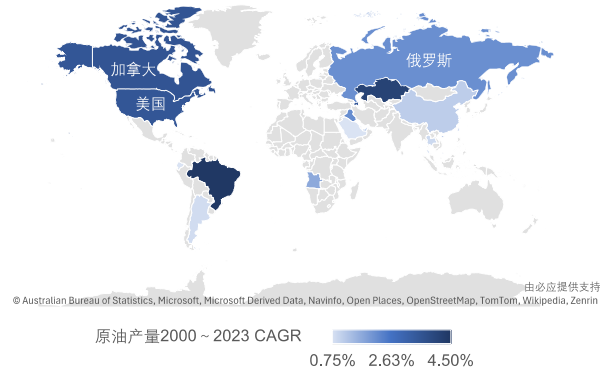 加拿大
俄罗斯
美国
由必应提供支持
© Australian Bureau of Statistics, Microsoft, Microsoft Derived Data, Navinfo, Open Places, OpenStreetMap, TomTom, Wikipedia, Zenrin
原油产量2000～2023 CAGR
0.75% 2.63% 4.50%